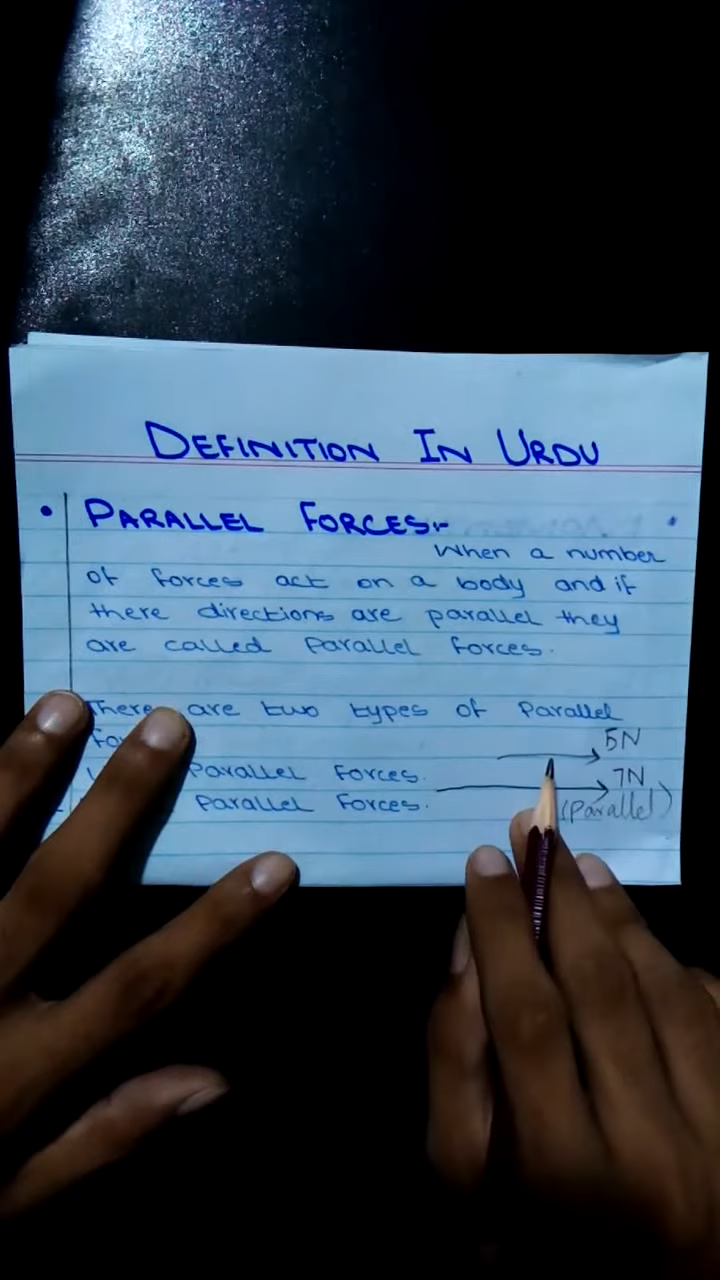 DEFINITION IN URDU
• PARALLEL FORCES:-
When a number
of forces act on a body and if
there directions are parallel they
are called Parallel forces.
There are two types of Parallel
5N
Parallel Forces.
7N
Parallel Forces.
(Parallel)